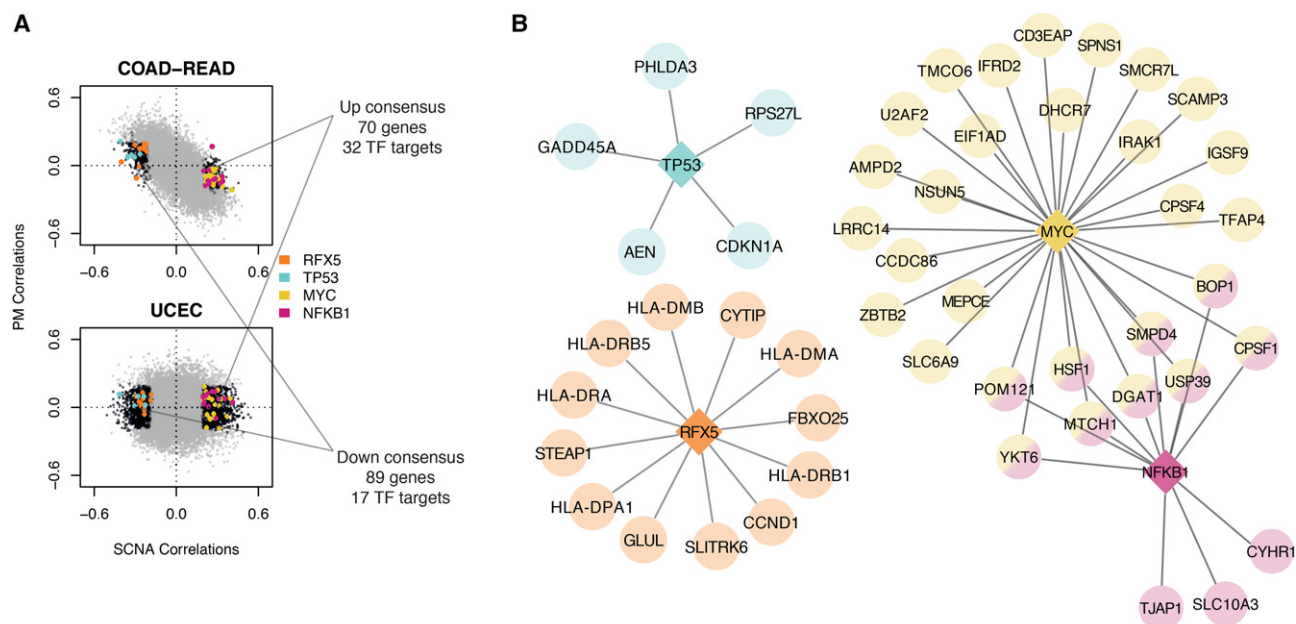 A
COAD-READ
PM Correlations
0.6
0.0
−0.6
−0.6
0.0
0.6
RFX5
TP53
MYC
NFKB1
UCEC
0.6
0.0
−0.6
−0.6
0.0
0.6
SCNA Correlations
Up consensus
70 genes
32 TF targets
Down consensus
89 genes
17 TF targets
B
PHLDA3
RPS27L
GADD45A
TP53
AEN
CDKN1A
HLA-DMB
CYTIP
HLA-DRB5
HLA-DMA
HLA-DRA
FBXO25
RFX5
STEAP1
HLA-DRB1
HLA-DPA1
CCND1
GLUL
SLITRK6
CD3EAP
SPNS1
IFRD2
TMCO6
SMCR7L
SCAMP3
DHCR7
U2AF2
EIF1AD
IRAK1
IGSF9
AMPD2
NSUN5
CPSF4
TFAP4
LRRC14
MYC
CCDC86
BOP1
MEPCE
ZBTB2
SMPD4
CPSF1
SLC6A9
HSF1
USP39
POM121
DGAT1
MTCH1
YKT6
NFKB1
CYHR1
TJAP1
SLC10A3